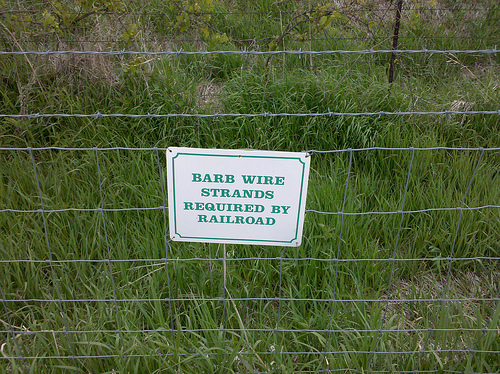 BARB WIRE
STRANDS
REQUIRED BY
RAILROAD